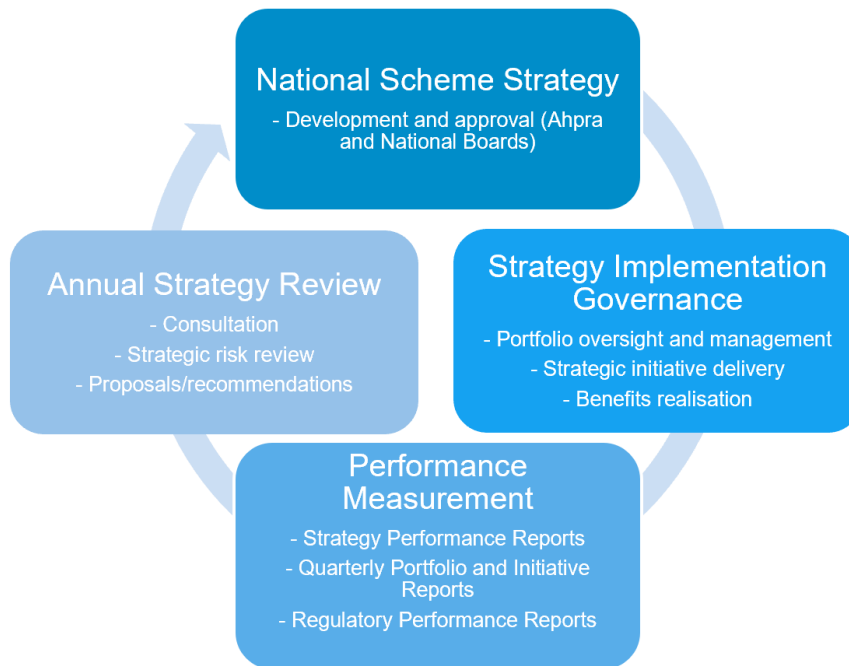 National Scheme Strategy
- Development and approval (Ahpra
and National Boards)
Strategy Implementation
Governance
- Portfolio oversight and management
- Strategic initiative delivery
- Benefits realisation
Performance
Measurement
- Strategy Performance Reports
- Quarterly Portfolio and Initiative
Reports
- Regulatory Performance Reports
Annual Strategy Review
- Consultation
- Strategic risk review
- Proposals/recommendations